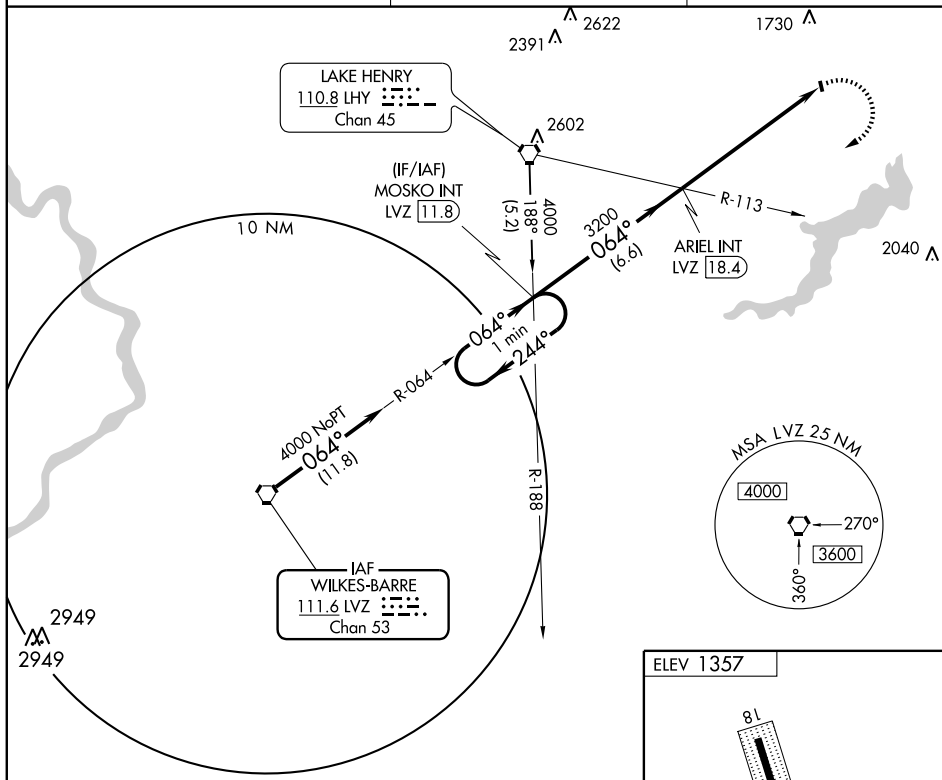 2622
2391
1730
LAKE HENRY
110.8 LHY
Chan 45
2602
(IF/IAF)
MOSKO INT
LVZ 11.8
4000
188°
(5.2)
R-113
3200
064°
(6.6)
ARIEL INT
LVZ 18.4
2040
10 NM
064°
1 min
244°
R-064
4000 NoPT
064°
(11.8)
R-188
MSA LVZ 25 NM
4000
270°
3600
360°
IAF
WILKES-BARRE
111.6 LVZ
Chan 53
2949
2949
ELEV 1357
18